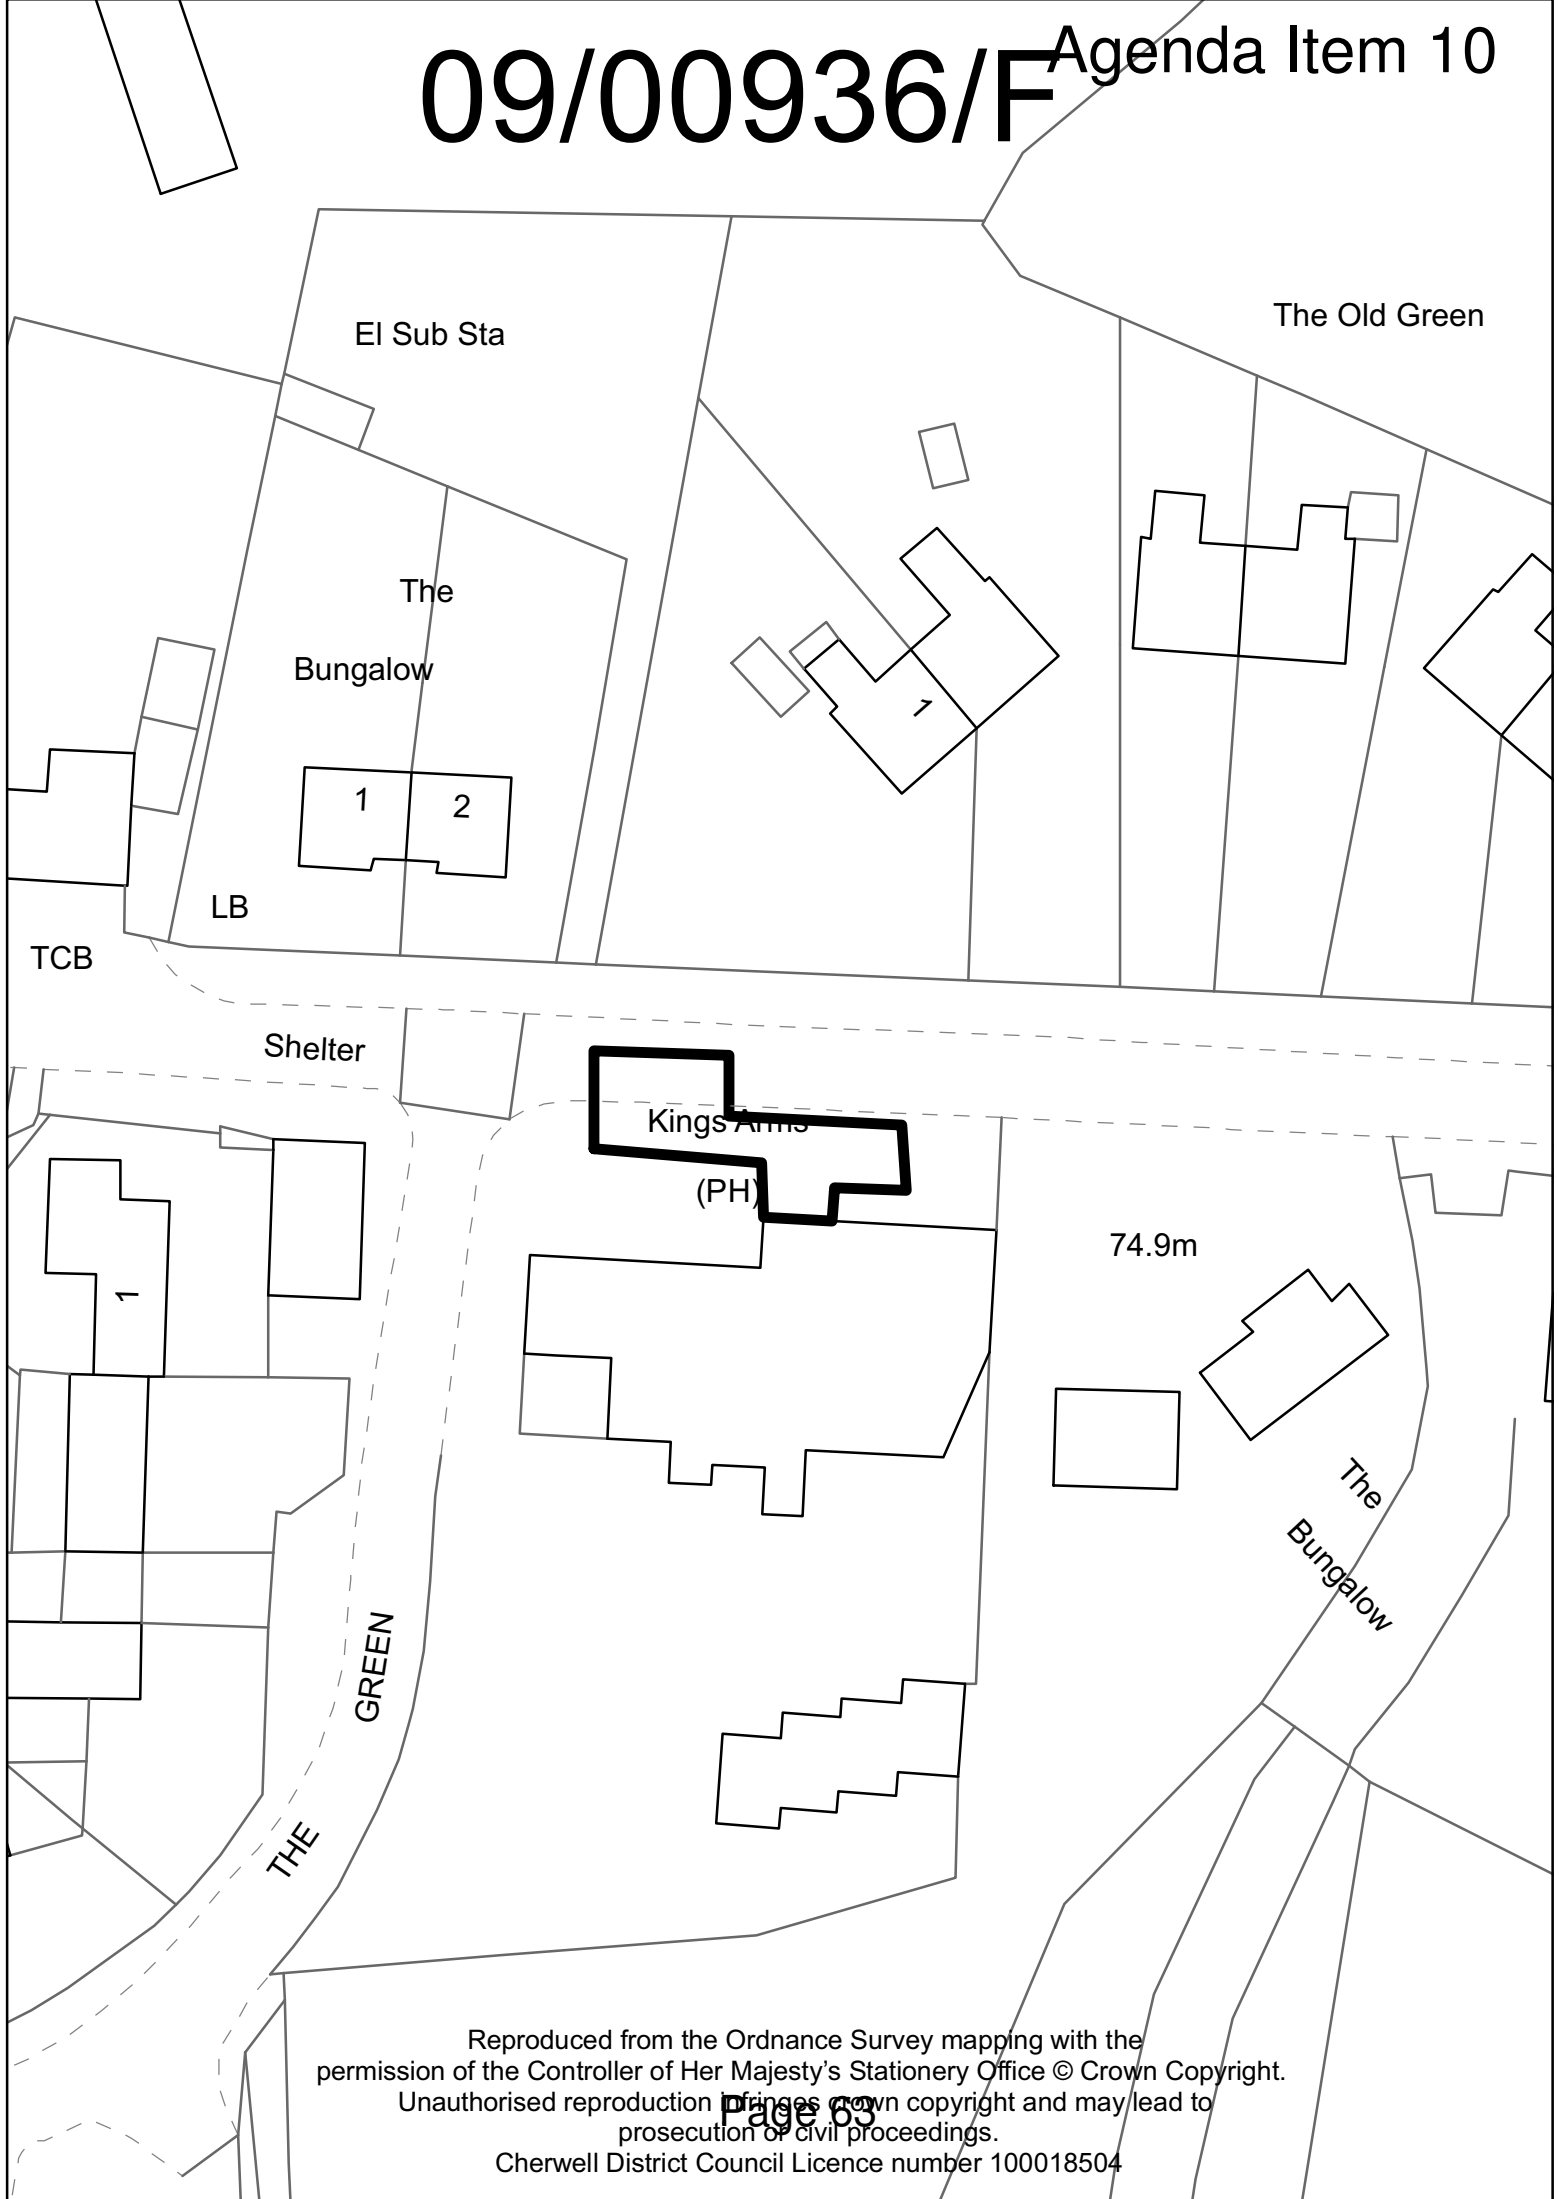 Agenda Item 10
09/00936/F
El Sub Sta
The Old Green
The
Bungalow
1
1
2
LB
TCB
Shelter
Kings Arms
(PH)
74.9m
1
The
Bungalow
GREEN
THE
Reproduced from the Ordnance Survey mapping with the
permission of the Controller of Her Majesty's Stationery Office © Crown Copyright.
Unauthorised reproduction infringes crown copyright and may lead to
Page 63
prosecution or civil proceedings.
Cherwell District Council Licence number 100018504